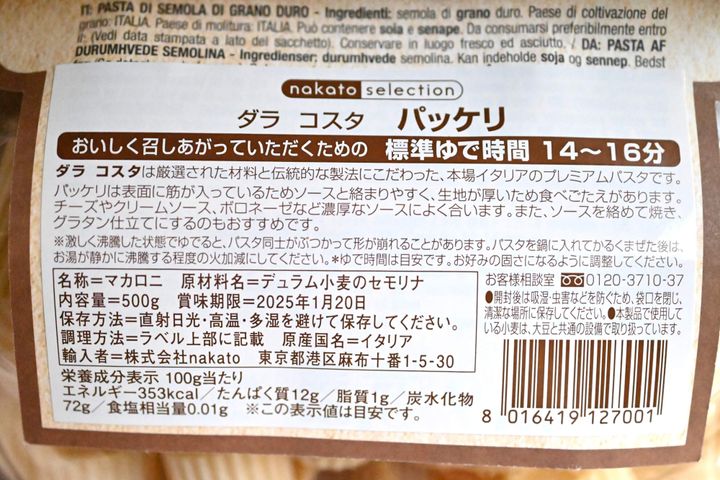 IT: PASTA DI SEMOLA DI GRANO DURO - Ingredienti: semola di grano duro. Paese di coltivazione del
grano: ITALIA. Paese di molitura: ITALIA. Può contenere soia e senape. Da consumarsi preferibilmente entro
il: (Vedi data stampata a lato del sacchetto). Conservare in luogo fresco ed asciutto. / DA: PASTA AF
DURUMHVEDE SEMOLINA - Ingredienser: durumhvede semolina. Kan indeholde soja og sennep. Bedst
nakato selection
ダラ コスタ パッケリ
おいしく召しあがっていただくための 標準ゆで時間 14〜16分
ダラ コスタは厳選された材料と伝統的な製法にこだわった、本場イタリアのプレミアムパスタです。
パッケリは表面に筋が入っているためソースと絡まりやすく、生地が厚いため食べごたえがあります。
チーズやクリームソース、ボロネーゼなど濃厚なソースによく合います。また、ソースを絡めて焼き、
グラタン仕立てにするのもおすすめです。
※激しく沸騰した状態でゆでると、パスタ同士がぶつかって形が崩れることがあります。パスタを鍋に入れてかるくまぜた後は、
お湯が静かに沸騰する程度の火加減にしてください。*ゆで時間は目安です。お好みの固さになるように調整してください。
名称=マカロニ 原材料名=デュラム小麦のセモリナ
内容量=500g 賞味期限=2025年1月20日
保存方法=直射日光・高温・多湿を避けて保存してください。
調理方法=ラベル上部に記載 原産国名=イタリア
輸入者=株式会社nakato 東京都港区麻布十番1-5-30
お客様相談室 0120-3710-37
●開封後は吸湿・虫害などを防ぐため、袋口を閉じ、
清潔な場所に保存してください。●本製品で使用して
いる小麦は、大豆と共通の設備で取り扱っています。
栄養成分表示 100g当たり
エネルギー353kcal/たんぱく質12g/脂質1g/炭水化物
72g/食塩相当量0.01g ※この表示値は目安です。
8 016419 127001